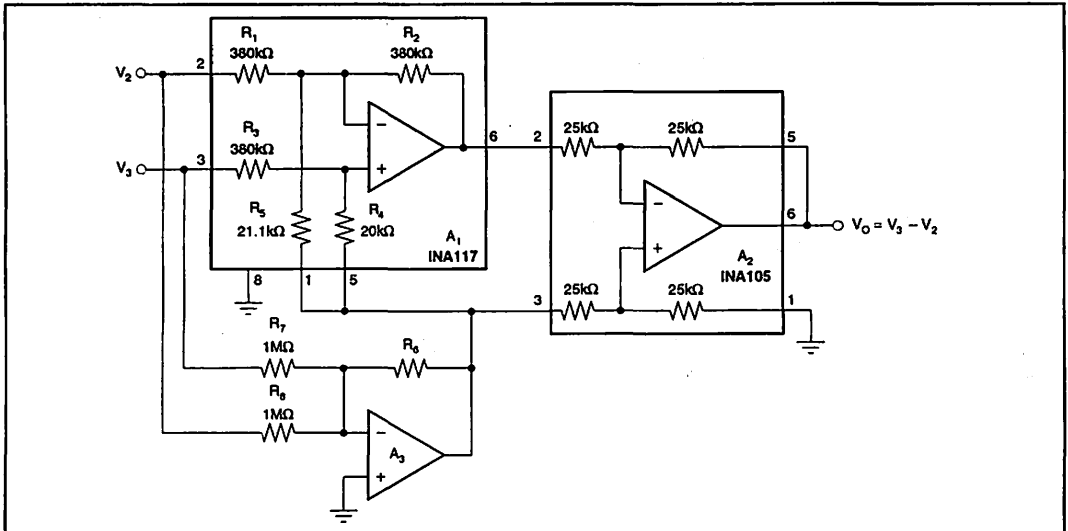 R₁
380kΩ
R₂
380kΩ
V₂
2
R₃
380kΩ
V₃
3
−
+
6
R₅
21.1kΩ
R₄
20kΩ
A₁
INA117
8
1
5
2
25kΩ
25kΩ
5
−
+
6
V₀ = V₃ − V₂
A₂
INA105
3
25kΩ
25kΩ
1
R₇
1MΩ
R₆
R₈
1MΩ
−
A₃
+